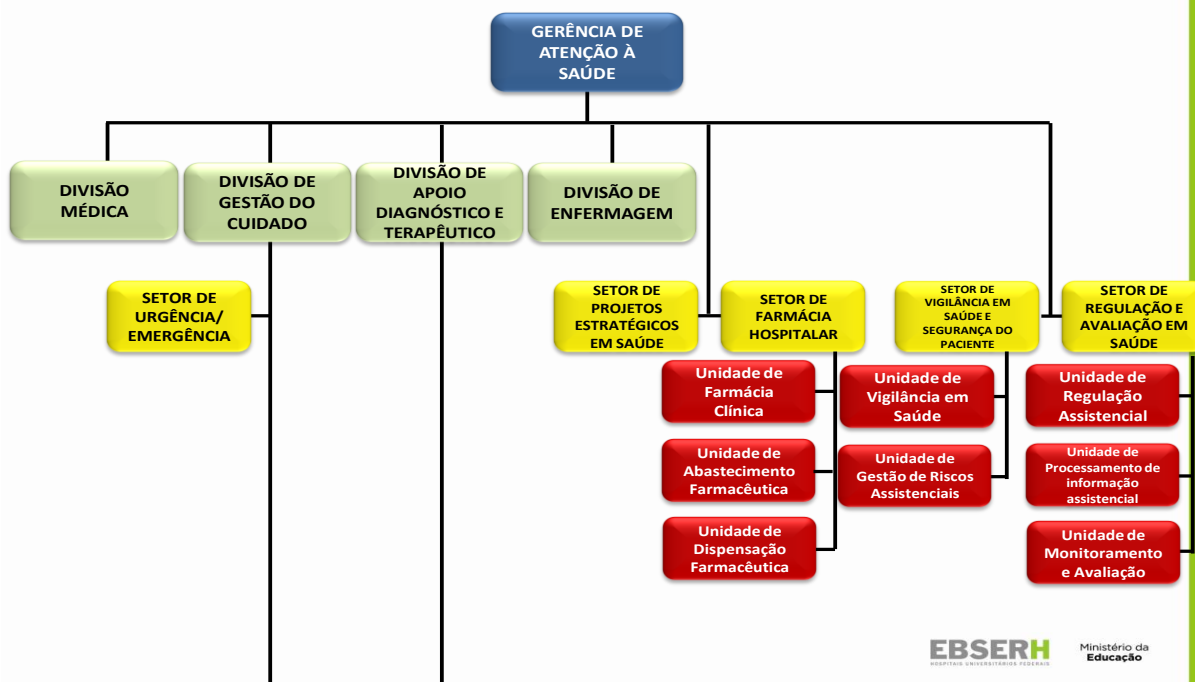 GERÊNCIA DE
ATENÇÃO À
SAÚDE
DIVISÃO
MÉDICA
DIVISÃO DE
GESTÃO DO
CUIDADO
DIVISÃO DE
APOIO
DIAGNÓSTICO E
TERAPÊUTICO
DIVISÃO DE
ENFERMAGEM
SETOR DE
URGÊNCIA/
EMERGÊNCIA
SETOR DE
PROJETOS
ESTRATÉGICOS
EM SAÚDE
SETOR DE
FARMÁCIA
HOSPITALAR
SETOR DE
VIGILÂNCIA EM
SAÚDE E
SEGURANÇA DO
PACIENTE
SETOR DE
REGULAÇÃO E
AVALIAÇÃO EM
SAÚDE
Unidade de
Farmácia
Clínica
Unidade de
Abastecimento
Farmacêutica
Unidade de
Dispensação
Farmacêutica
Unidade de
Vigilância em
Saúde
Unidade de
Gestão de Riscos
Assistenciais
Unidade de
Regulação
Assistencial
Unidade de
Processamento de
informação
assistencial
Unidade de
Monitoramento
e Avaliação
EBSERH
HOSPITAIS UNIVERSITÁRIOS FEDERAIS
Ministério da
Educação